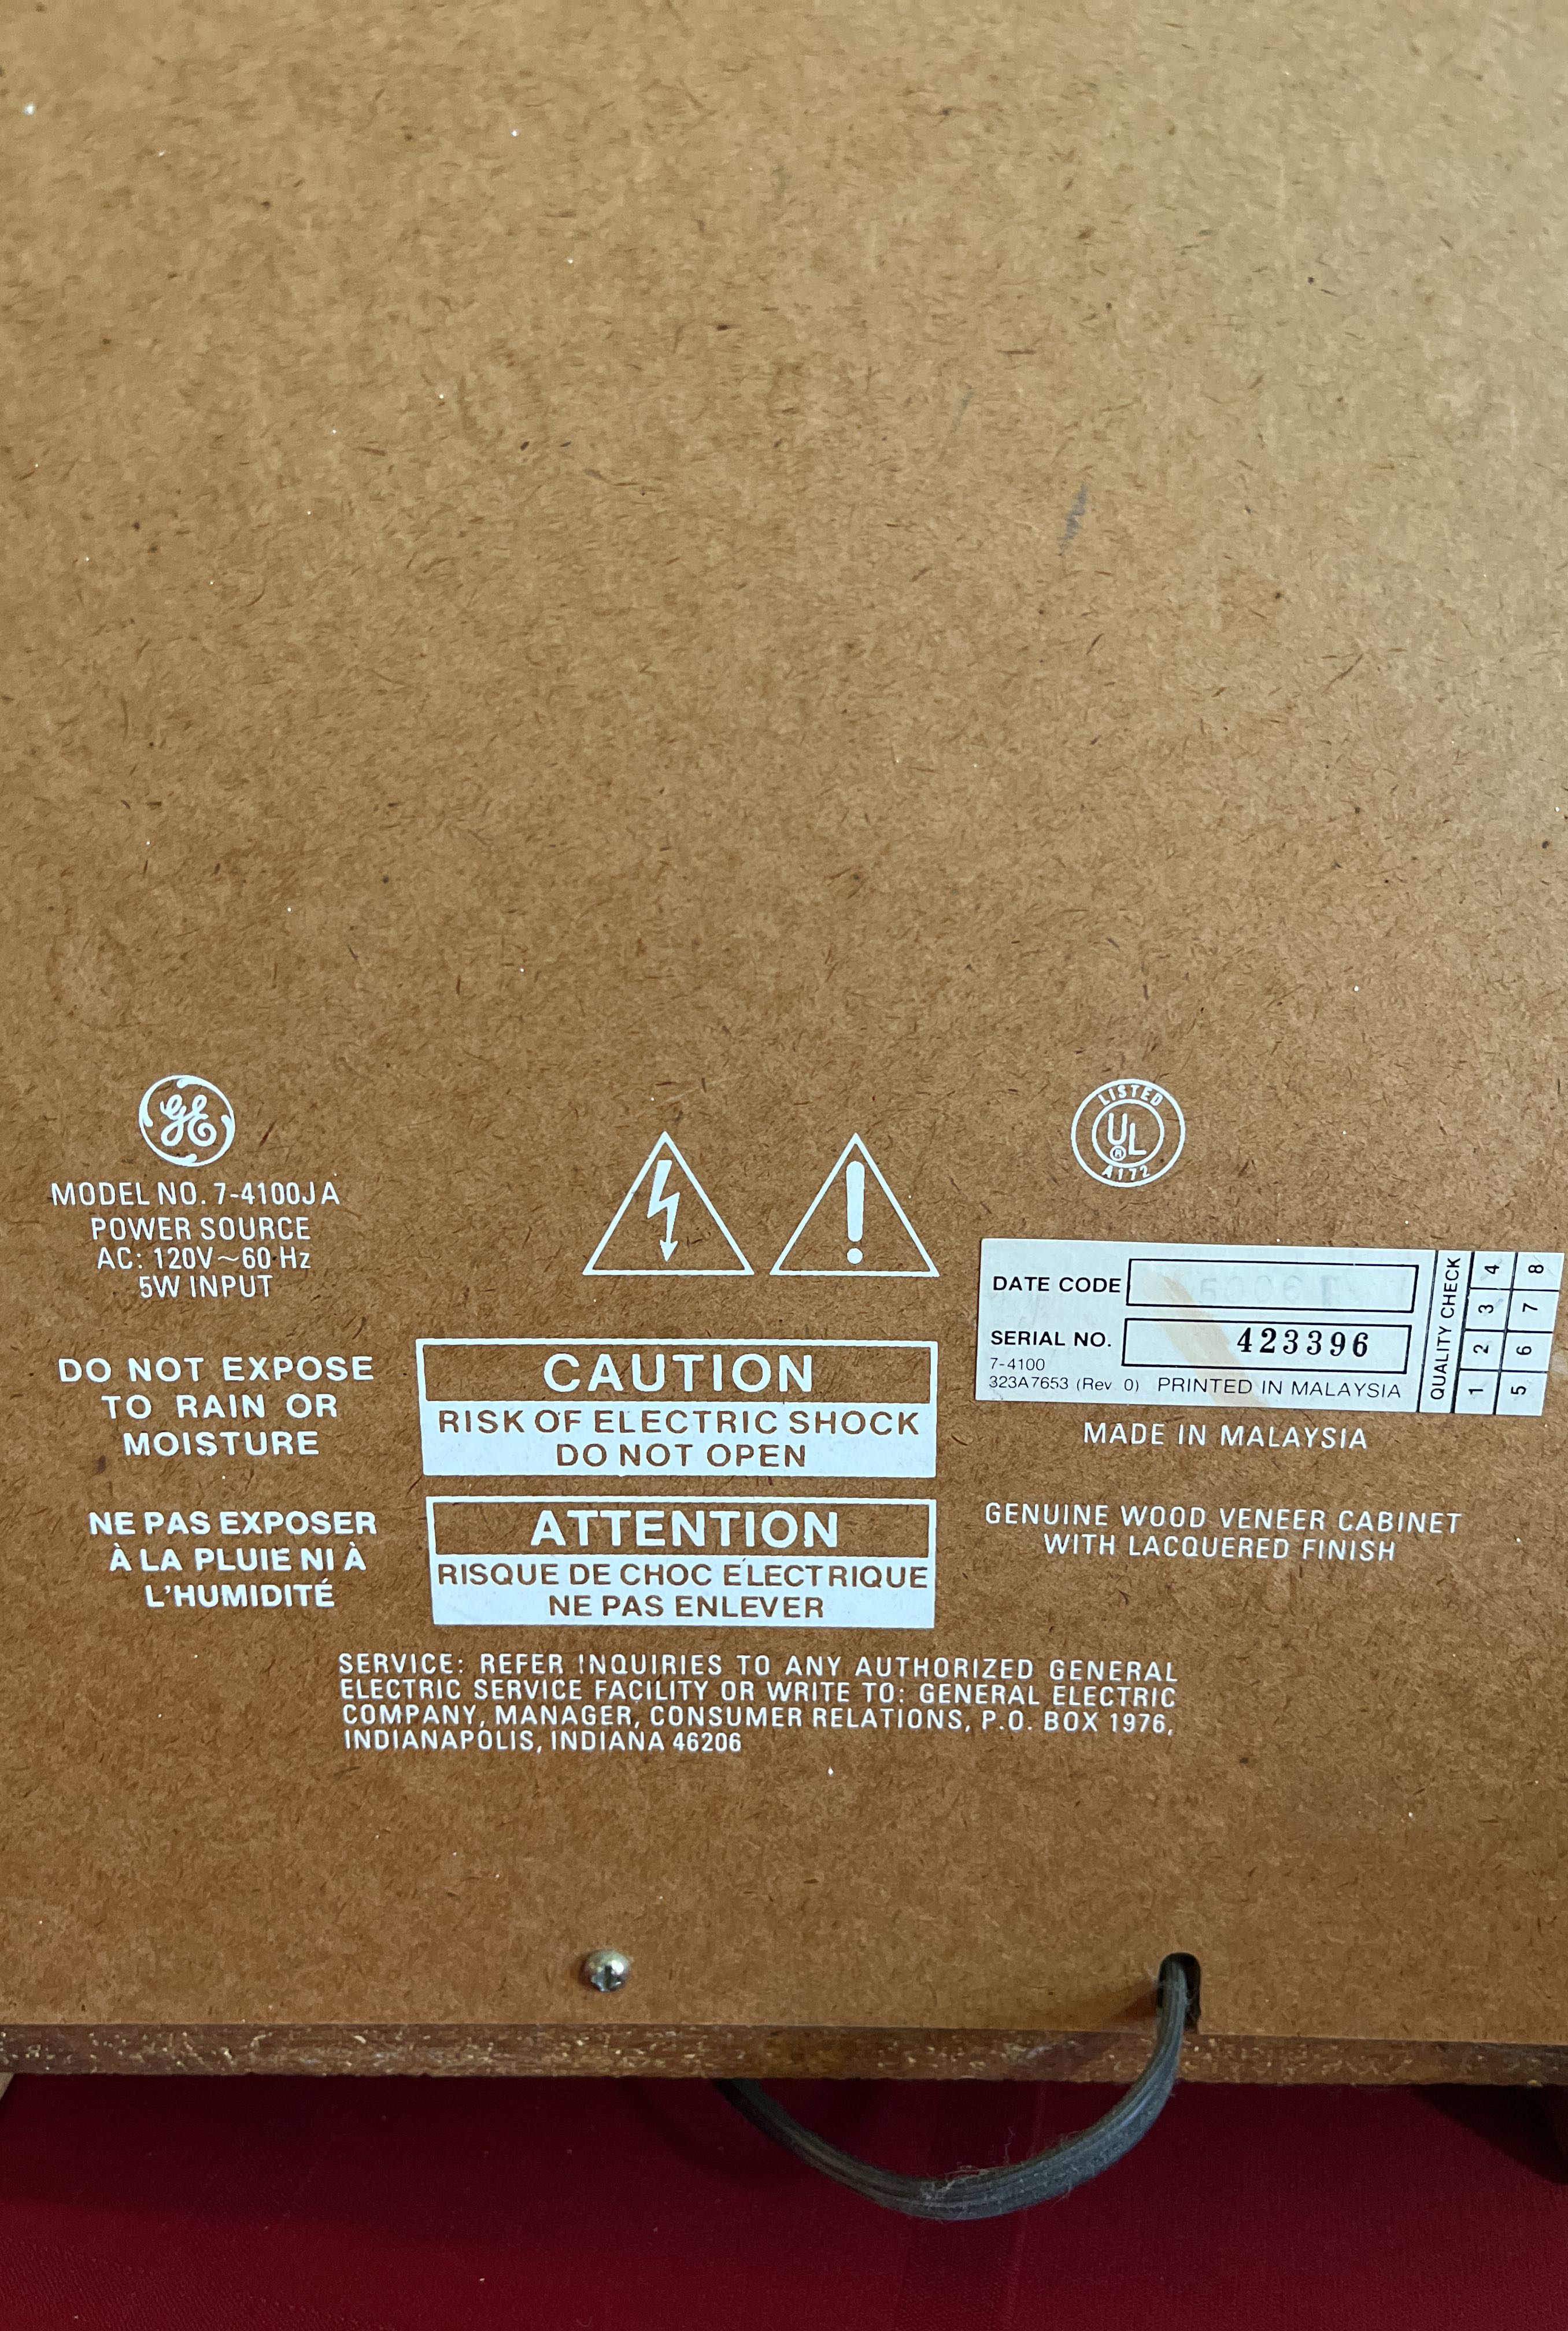 GE
MODEL NO. 7-4100JA
POWER SOURCE
AC: 120V~60 Hz
5W INPUT
DO NOT EXPOSE
TO RAIN OR
MOISTURE
NE PAS EXPOSER
À LA PLUIE NI À
L'HUMIDITÉ
CAUTION
RISK OF ELECTRIC SHOCK
DO NOT OPEN
ATTENTION
RISQUE DE CHOC ELECTRIQUE
NE PAS ENLEVER
LISTED
UL
®
A172
DATE CODE
SERIAL NO. 423396
7-4100
323A7653 (Rev 0) PRINTED IN MALAYSIA
QUALITY CHECK
1 2 3 4
5 6 7 8
MADE IN MALAYSIA
GENUINE WOOD VENEER CABINET
WITH LACQUERED FINISH
SERVICE: REFER INQUIRIES TO ANY AUTHORIZED GENERAL
ELECTRIC SERVICE FACILITY OR WRITE TO: GENERAL ELECTRIC
COMPANY, MANAGER, CONSUMER RELATIONS, P.O. BOX 1976,
INDIANAPOLIS, INDIANA 46206